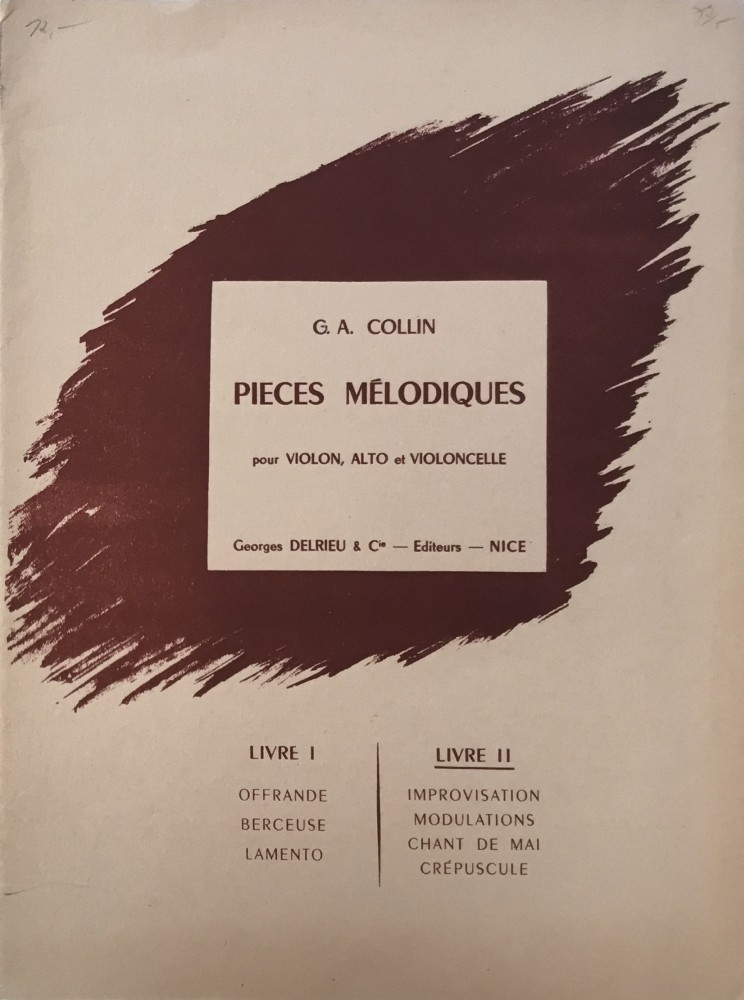 G. A. COLLIN
PIECES MÉLODIQUES
pour VIOLON, ALTO et VIOLONCELLE
Georges DELRIEU & Cie — Editeurs — NICE
LIVRE I
OFFRANDE
BERCEUSE
LAMENTO
LIVRE II
IMPROVISATION
MODULATIONS
CHANT DE MAI
CRÉPUSCULE